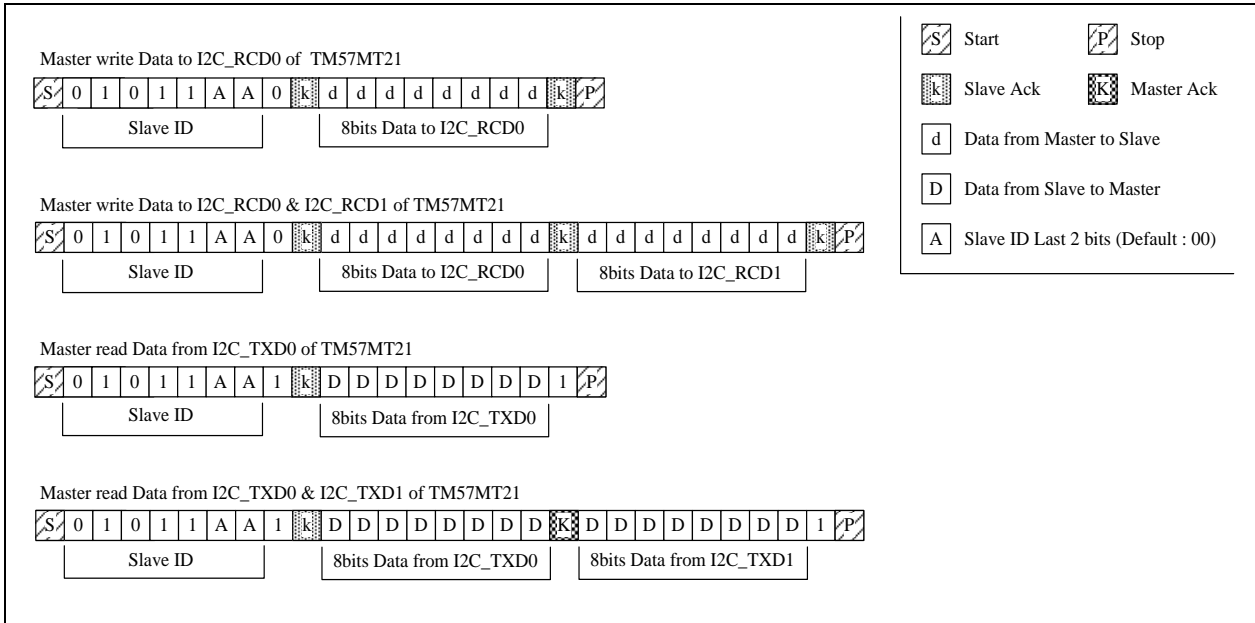 Master write Data to I2C_RCD0 of TM57MT21
S 0 1 0 1 1 A A 0 k d d d d d d d d k P
Slave ID 8bits Data to I2C_RCD0
Master write Data to I2C_RCD0 & I2C_RCD1 of TM57MT21
S 0 1 0 1 1 A A 0 k d d d d d d d d k d d d d d d d d k P
Slave ID 8bits Data to I2C_RCD0 8bits Data to I2C_RCD1
Master read Data from I2C_TXD0 of TM57MT21
S 0 1 0 1 1 A A 1 k D D D D D D D D 1 P
Slave ID 8bits Data from I2C_TXD0
Master read Data from I2C_TXD0 & I2C_TXD1 of TM57MT21
S 0 1 0 1 1 A A 1 k D D D D D D D D K D D D D D D D D 1 P
Slave ID 8bits Data from I2C_TXD0 8bits Data from I2C_TXD1
S Start P Stop
k Slave Ack K Master Ack
d Data from Master to Slave
D Data from Slave to Master
A Slave ID Last 2 bits (Default : 00)